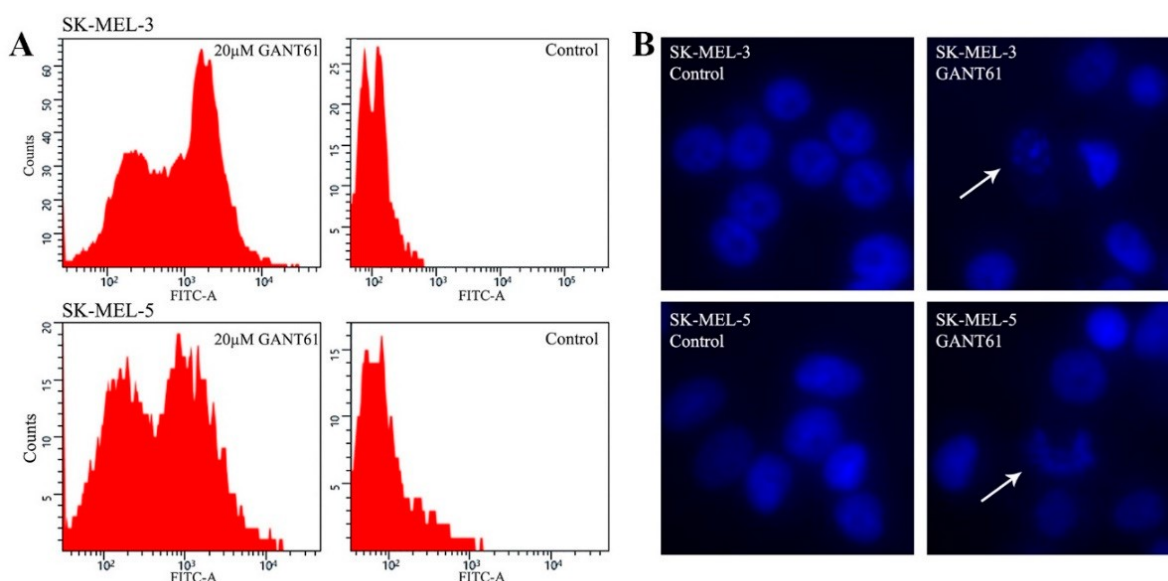 A
SK-MEL-3
20μM GANT61
Counts
60
50
40
30
20
10
10²
10³
10⁴
FITC-A
Control
25
20
15
10
5
10²
10³
10⁴
10⁵
FITC-A
SK-MEL-5
20μM GANT61
Counts
20
15
10
5
10²
10³
10⁴
FITC-A
Control
15
10
5
10²
10³
10⁴
FITC-A
B
SK-MEL-3
Control
SK-MEL-3
GANT61
SK-MEL-5
Control
SK-MEL-5
GANT61